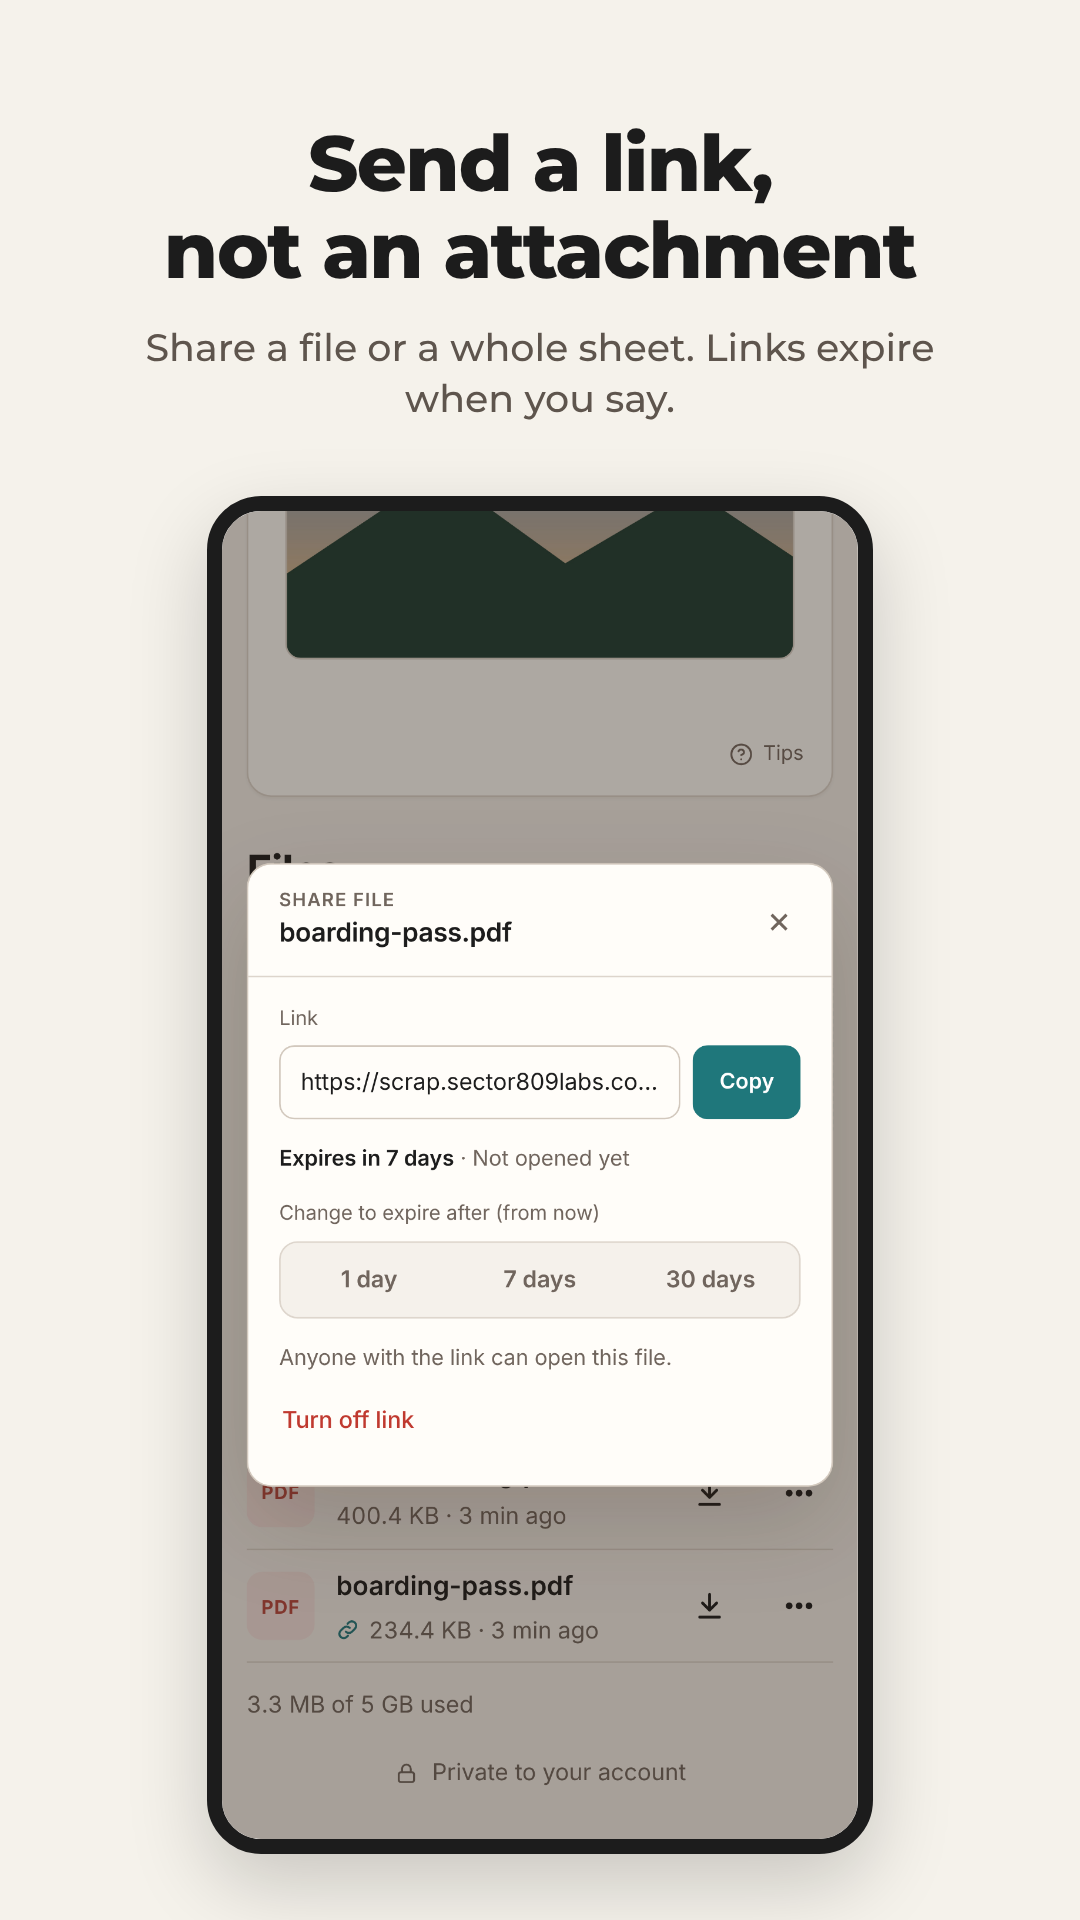 Send a link,
not an attachment
Share a file or a whole sheet. Links expire
when you say.
Tips
Files
SHARE FILE
boarding-pass.pdf
Link
https://scrap.sector809labs.co...
Copy
Expires in 7 days · Not opened yet
Change to expire after (from now)
1 day
7 days
30 days
Anyone with the link can open this file.
Turn off link
PDF
400.4 KB · 3 min ago
boarding-pass.pdf
PDF
234.4 KB · 3 min ago
3.3 MB of 5 GB used
Private to your account